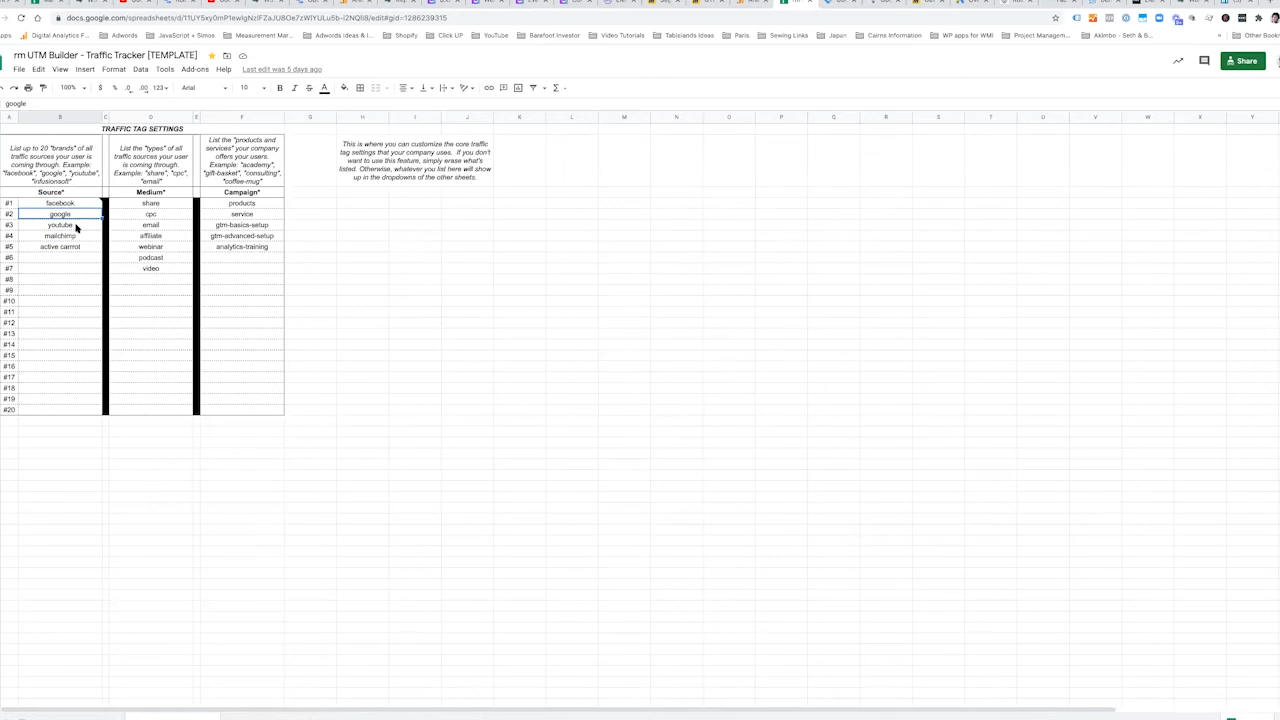 docs.google.com/spreadsheets/d/11UY5xy0mP1ewIgNzIFZaJU8Oe7zWIYULu5b-i2NQII8/edit#gid=1286239315
Apps Digital Analytics F... Adwords JavaScript + Simos Measurement Mar... Adwords Ideas & I... Shopify Click UP YouTube Barefoot Investor Video Tutorials Tablelands Ideas Paris Sewing Links Japan Cairns Information WP apps for WMI Project Managem... Akimbo - Seth & B... » Other Book
rm UTM Builder - Traffic Tracker [TEMPLATE]
File Edit View Insert Format Data Tools Add-ons Help Last edit was 5 days ago
Share
100% $ % .0 .00 123 Arial 10 B I S A
google
A B C D E F G H I J K L M N O P Q R S T U V W X Y
TRAFFIC TAG SETTINGS
List up to 20 "brands" of all
traffic sources your user is
coming through. Example:
"facebook", "google", "youtube",
"infusionsoft"
List the "types" of all
traffic sources your user
is coming through.
Example: "share", "cpc",
"email"
List the "products and
services" your company
offers your users.
Example: "academy",
"gift-basket", "consulting",
"coffee-mug"
This is where you can customize the core traffic
tag settings that your company uses. If you don't
want to use this feature, simply erase what's
listed. Otherwise, whatever you list here will show
up in the dropdowns of the other sheets.
Source* Medium* Campaign*
#1 facebook share products
#2 google cpc service
#3 youtube email gtm-basics-setup
#4 mailchimp affiliate gtm-advanced-setup
#5 active carrrot webinar analytics-training
#6 podcast
#7 video
#8
#9
#10
#11
#12
#13
#14
#15
#16
#17
#18
#19
#20